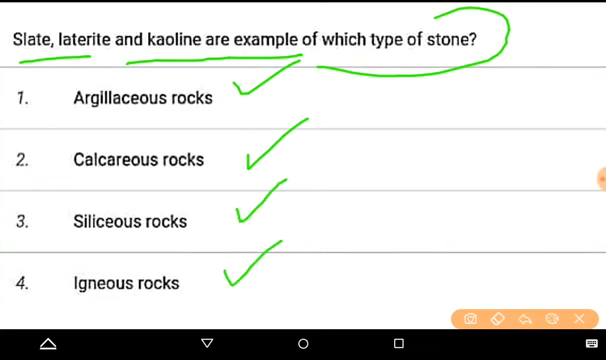 Slate, laterite and kaoline are example of which type of stone?
1. Argillaceous rocks
2. Calcareous rocks
3. Siliceous rocks
4. Igneous rocks